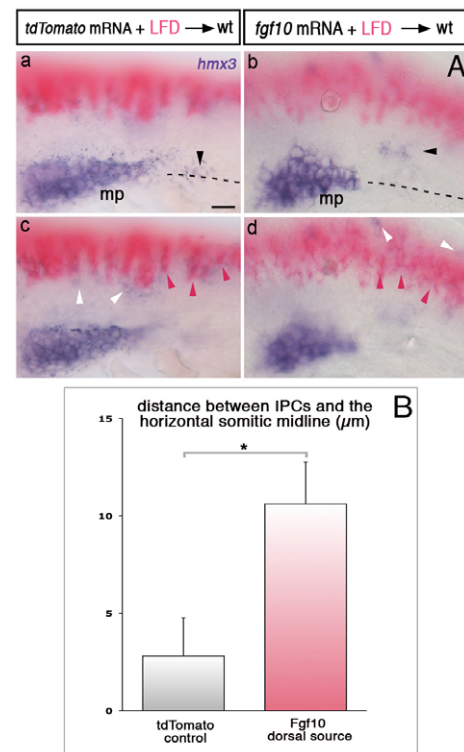 tdTomato mRNA + LFD → wt
fgf10 mRNA + LFD → wt
A
a
hmx3
b
mp
mp
c
d
B
distance between IPCs and the
horizontal somitic midline (µm)
15
*
10
5
0
tdTomato
control
Fgf10
dorsal source